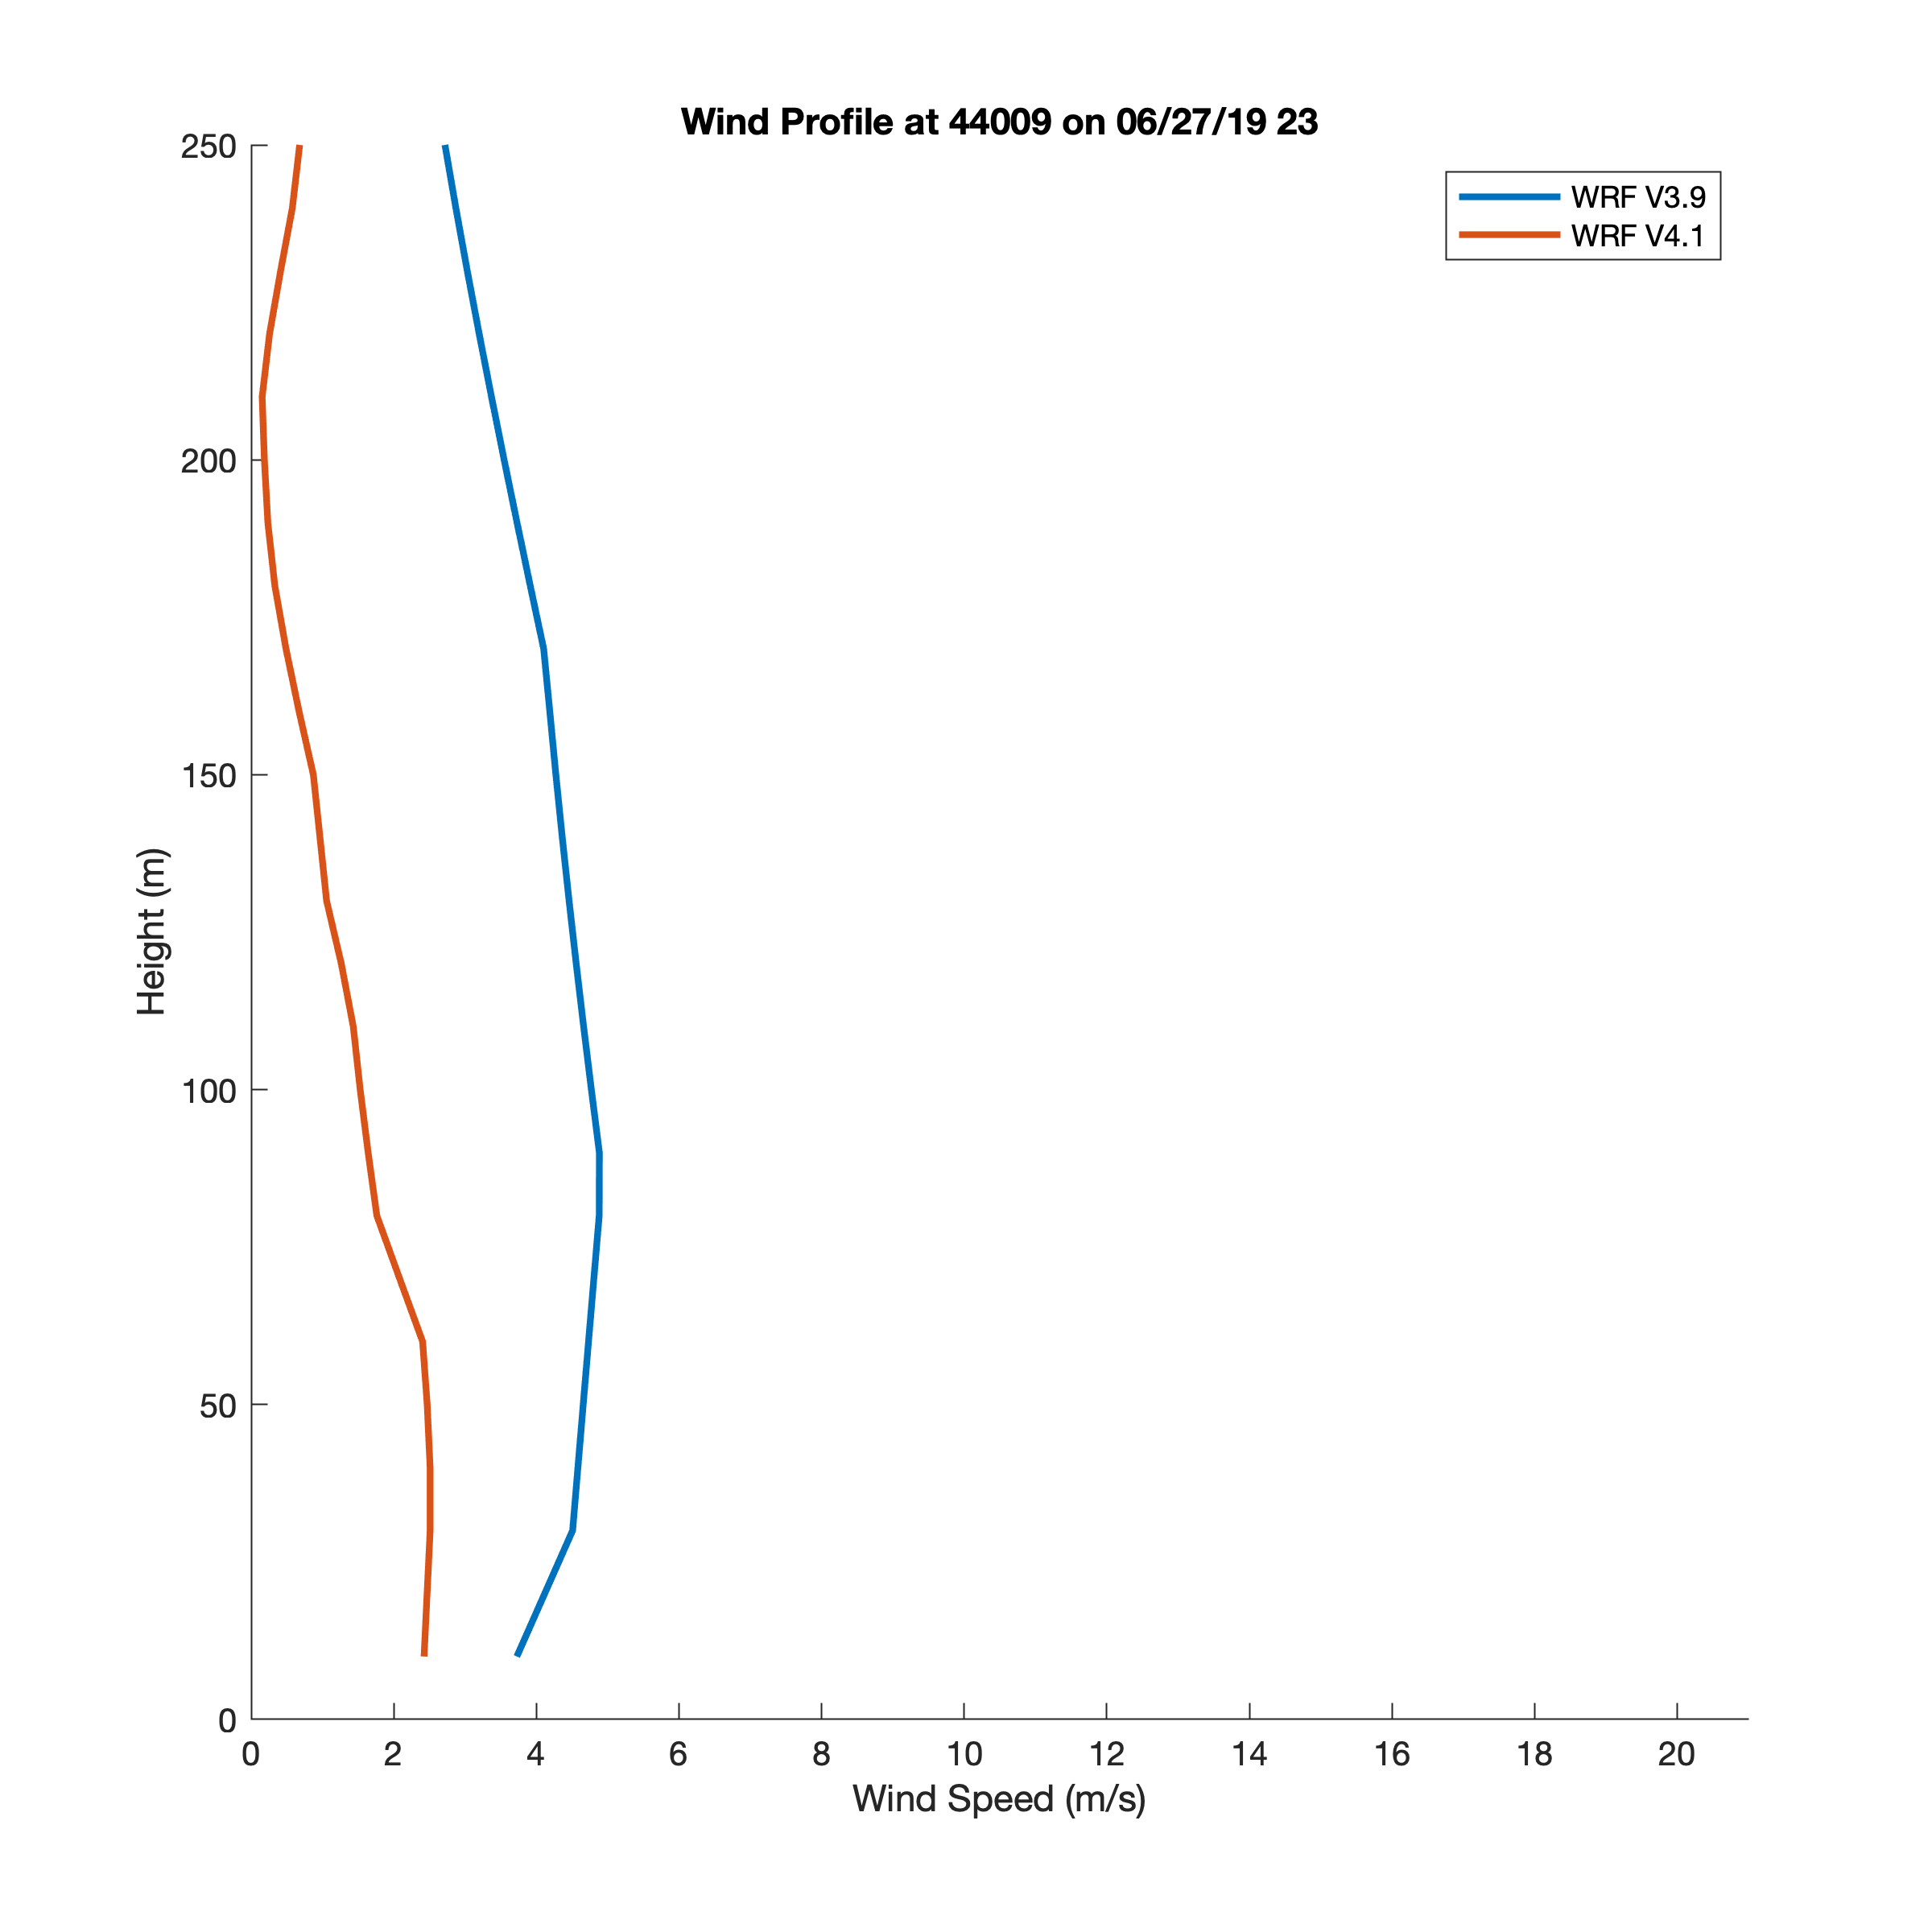 Wind Profile at 44009 on 06/27/19 23
WRF V3.9
WRF V4.1
250
200
150
100
50
0
Height (m)
0 2 4 6 8 10 12 14 16 18 20
Wind Speed (m/s)